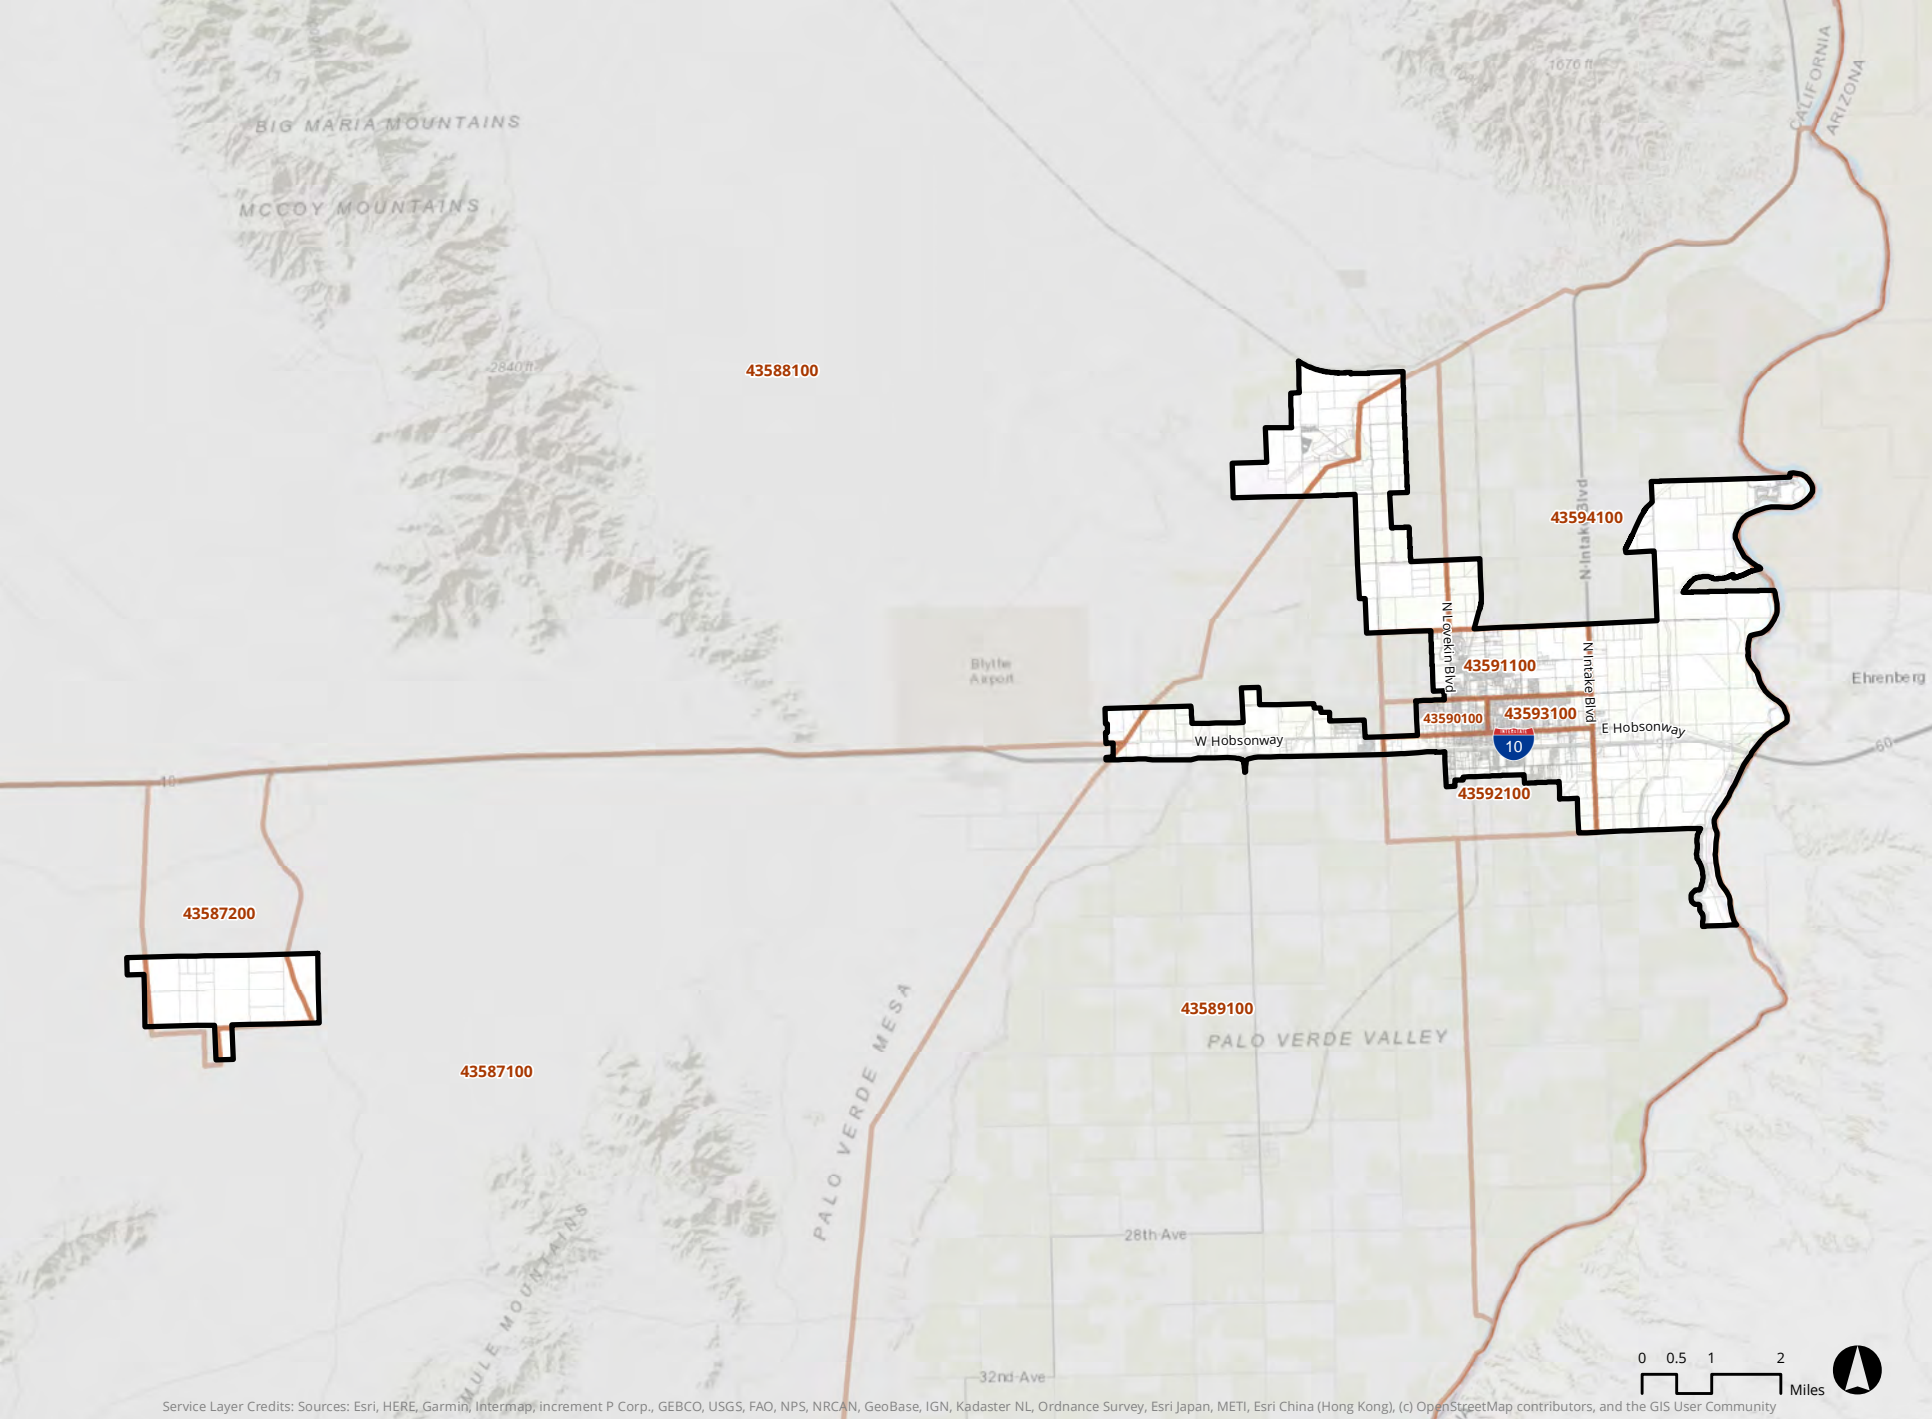 CALIFORNIA
ARIZONA
1676 ft
BIG MARIA MOUNTAINS
MCCOY MOUNTAINS
2840 ft
43588100
43594100
N Intake Blvd
N Lovekin Blvd
N Intake Blvd
43591100
Blythe
Airport
Ehrenberg
43590100
43593100
W Hobsonway
E Hobsonway
INTERSTATE
10
60
10
43592100
43587200
43589100
PALO VERDE VALLEY
PALO VERDE MESA
43587100
28th Ave
MULE MOUNTAINS
32nd Ave
0 0.5 1 2
Miles
Service Layer Credits: Sources: Esri, HERE, Garmin, Intermap, increment P Corp., GEBCO, USGS, FAO, NPS, NRCAN, GeoBase, IGN, Kadaster NL, Ordnance Survey, Esri Japan, METI, Esri China (Hong Kong), (c) OpenStreetMap contributors, and the GIS User Community